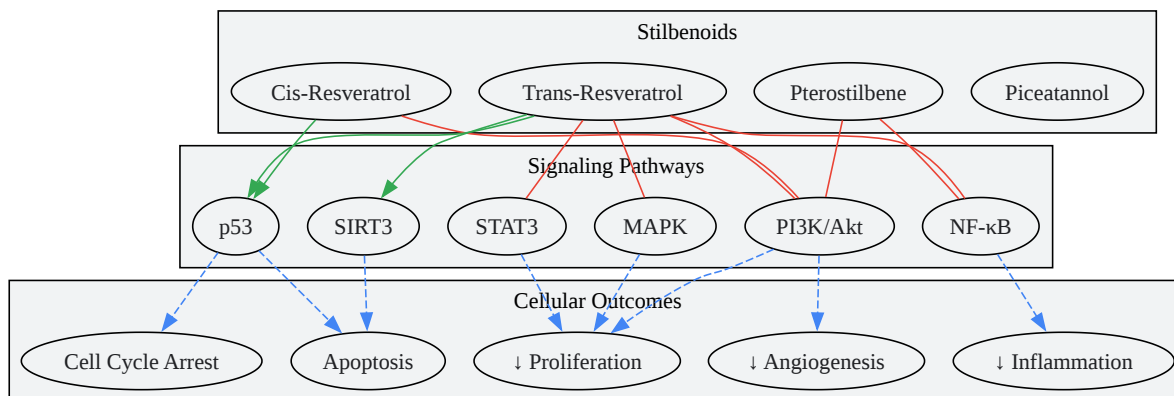 Stilbenoids
Cis-Resveratrol
Trans-Resveratrol
Pterostilbene
Piceatannol
Signaling Pathways
p53
SIRT3
STAT3
MAPK
PI3K/Akt
NF-κB
Cellular Outcomes
Cell Cycle Arrest
Apoptosis
↓ Proliferation
↓ Angiogenesis
↓ Inflammation